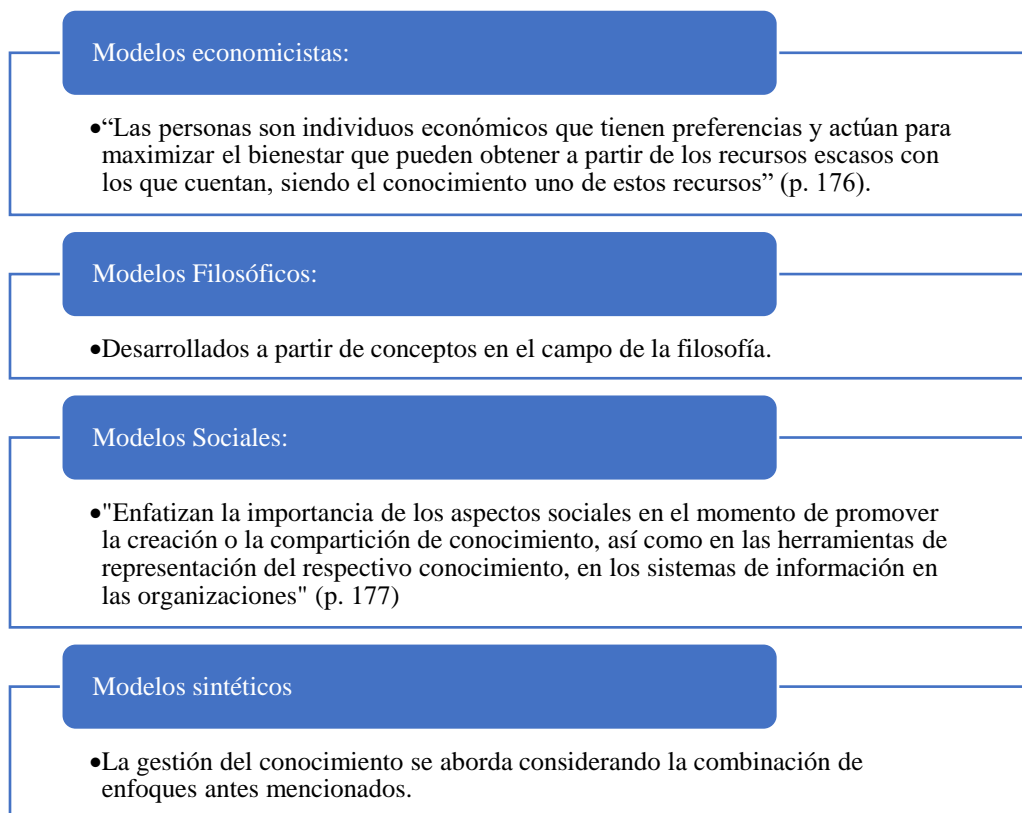 Modelos economicistas:
•“Las personas son individuos económicos que tienen preferencias y actúan para
maximizar el bienestar que pueden obtener a partir de los recursos escasos con
los que cuentan, siendo el conocimiento uno de estos recursos” (p. 176).
Modelos Filosóficos:
•Desarrollados a partir de conceptos en el campo de la filosofía.
Modelos Sociales:
•"Enfatizan la importancia de los aspectos sociales en el momento de promover
la creación o la compartición de conocimiento, así como en las herramientas de
representación del respectivo conocimiento, en los sistemas de información en
las organizaciones" (p. 177)
Modelos sintéticos
•La gestión del conocimiento se aborda considerando la combinación de
enfoques antes mencionados.